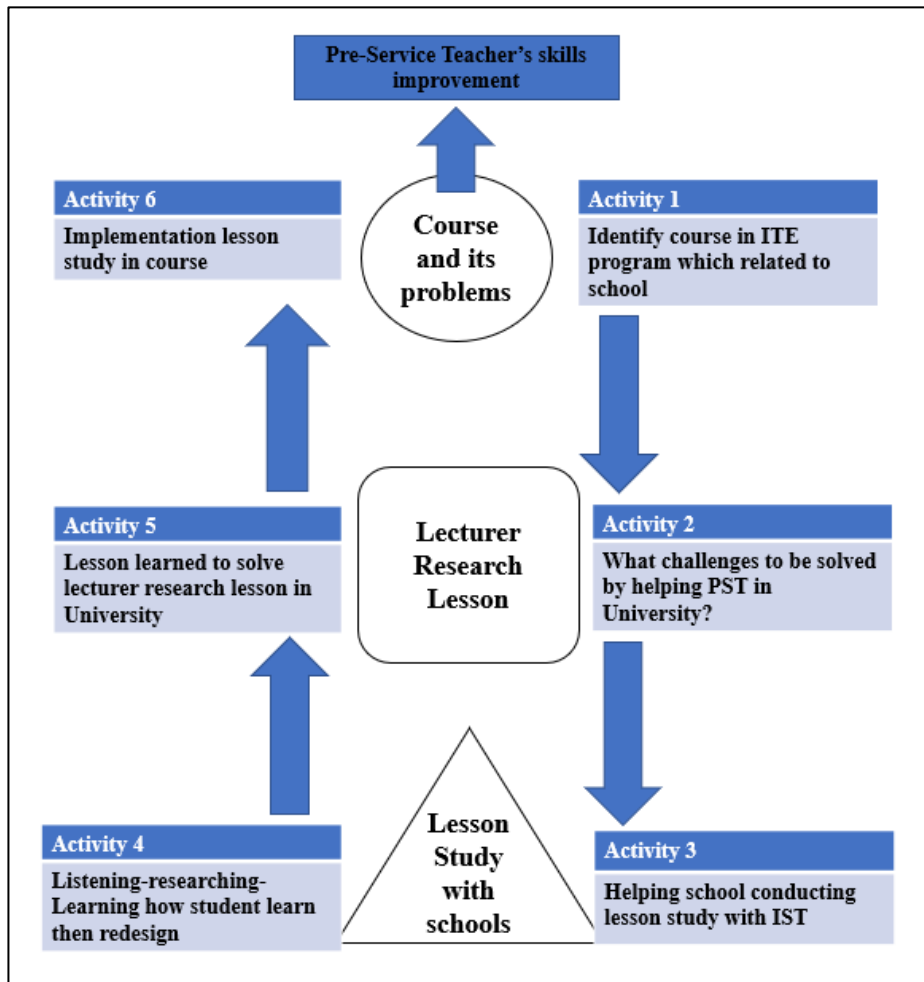 Pre-Service Teacher's skills
improvement
Activity 6
Implementation lesson
study in course
Course
and its
problems
Activity 1
Identify course in ITE
program which related to
school
Activity 5
Lesson learned to solve
lecturer research lesson in
University
Lecturer
Research
Lesson
Activity 2
What challenges to be solved
by helping PST in
University?
Activity 4
Listening-researching-
Learning how student learn
then redesign
Lesson
Study
with
schools
Activity 3
Helping school conducting
lesson study with IST